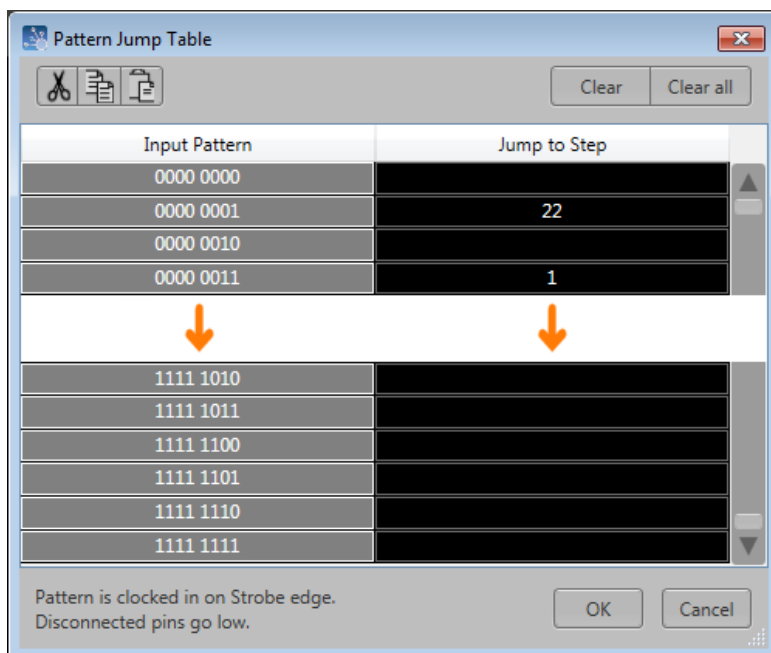 Pattern Jump Table
Clear Clear all
Input Pattern Jump to Step
0000 0000
0000 0001 22
0000 0010
0000 0011 1
1111 1010
1111 1011
1111 1100
1111 1101
1111 1110
1111 1111
Pattern is clocked in on Strobe edge.
Disconnected pins go low.
OK Cancel